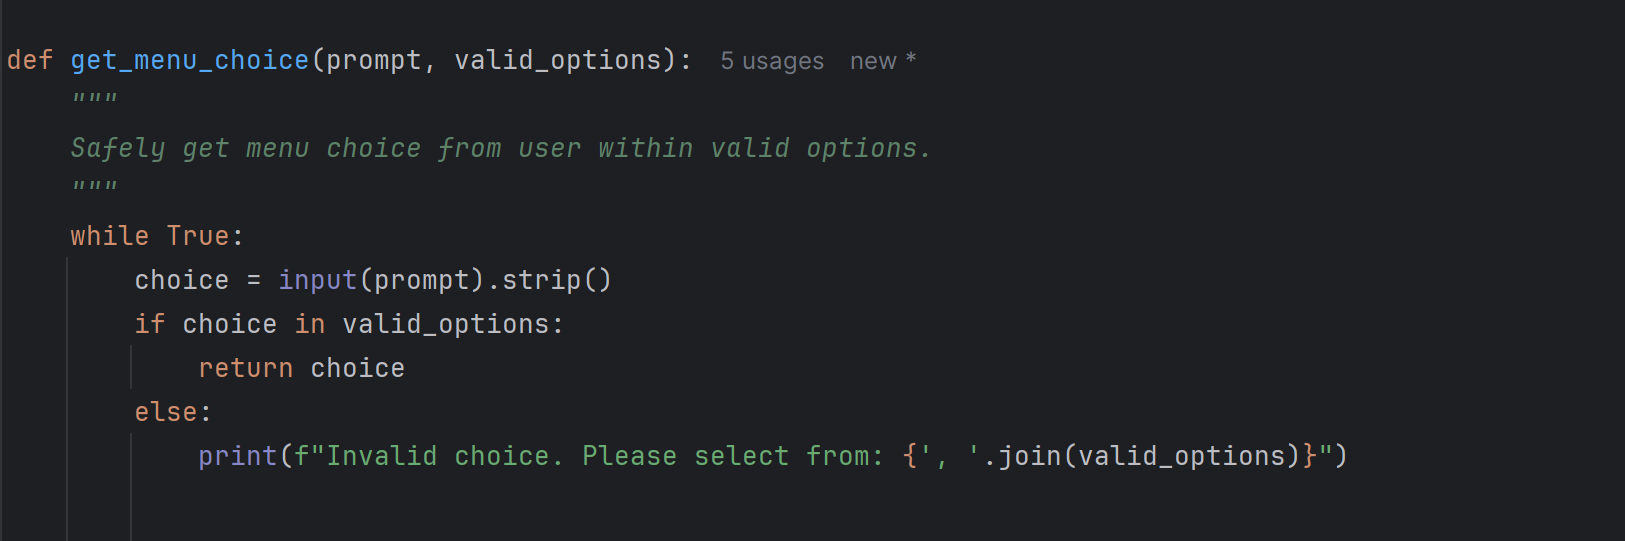 def get_menu_choice(prompt, valid_options):  5 usages  new *
    """
    Safely get menu choice from user within valid options.
    """
    while True:
        choice = input(prompt).strip()
        if choice in valid_options:
            return choice
        else:
            print(f"Invalid choice. Please select from: {', '.join(valid_options)}")